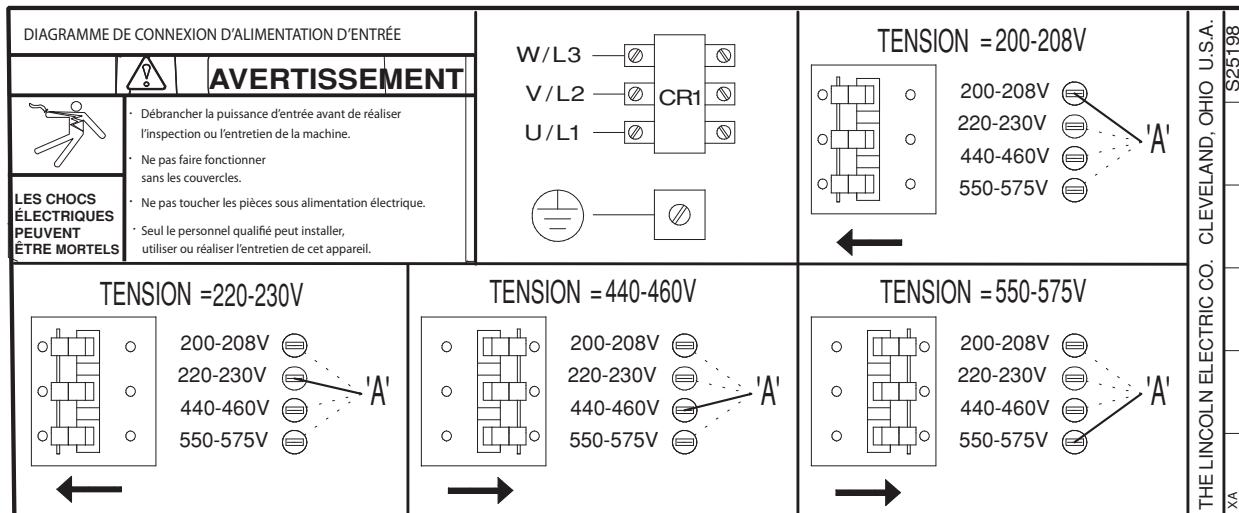 DIAGRAMME DE CONNEXION D'ALIMENTATION D'ENTRÉE
AVERTISSEMENT
LES CHOCS
ÉLECTRIQUES
PEUVENT
ÊTRE MORTELS
· Débrancher la puissance d'entrée avant de réaliser
l'inspection ou l'entretien de la machine.
· Ne pas faire fonctionner
sans les couvercles.
· Ne pas toucher les pièces sous alimentation électrique.
· Seul le personnel qualifié peut installer,
utiliser ou réaliser l'entretien de cet appareil.
W/L3
V/L2
U/L1
CR1
TENSION =200-208V
200-208V
220-230V
440-460V
550-575V
'A'
TENSION =220-230V
200-208V
220-230V
440-460V
550-575V
'A'
TENSION =440-460V
200-208V
220-230V
440-460V
550-575V
'A'
TENSION =550-575V
200-208V
220-230V
440-460V
550-575V
'A'
THE LINCOLN ELECTRIC CO. CLEVELAND, OHIO U.S.A.
XA
S25198